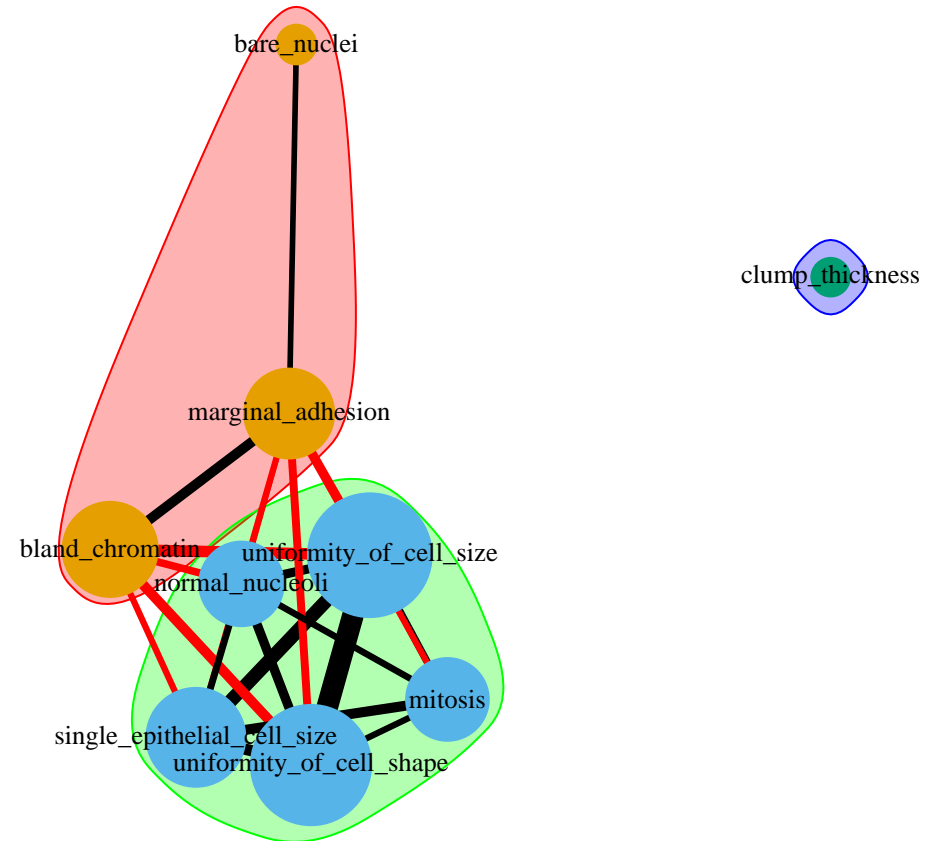 bare_nuclei
clump_thickness
marginal_adhesion
bland_chromatin
uniformity_of_cell_size
normal_nucleoli
mitosis
single_epithelial_cell_size
uniformity_of_cell_shape